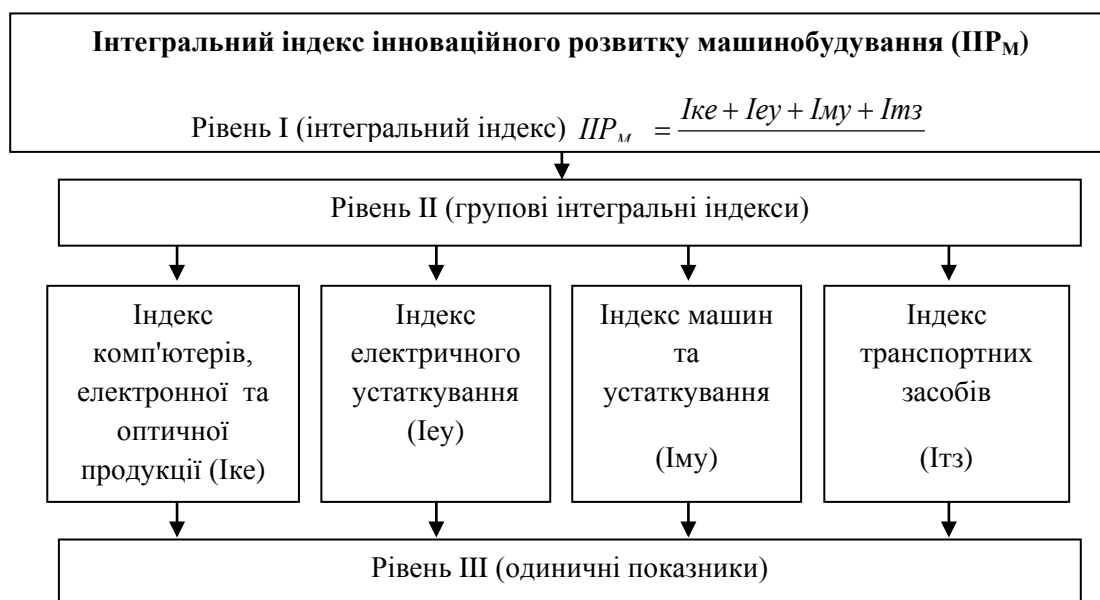 Інтегральний індекс інноваційного розвитку машинобудування (ІІРМ)
Рівень І (інтегральний індекс) ІІРМ = Іке + Іеу + Іму + Ітз
Рівень ІІ (групові інтегральні індекси)
Індекс
комп'ютерів,
електронної та
оптичної
продукції (Іке)
Індекс
електричного
устаткування
(Іеу)
Індекс машин
та
устаткування
(Іму)
Індекс
транспортних
засобів
(Ітз)
Рівень ІІІ (одиничні показники)